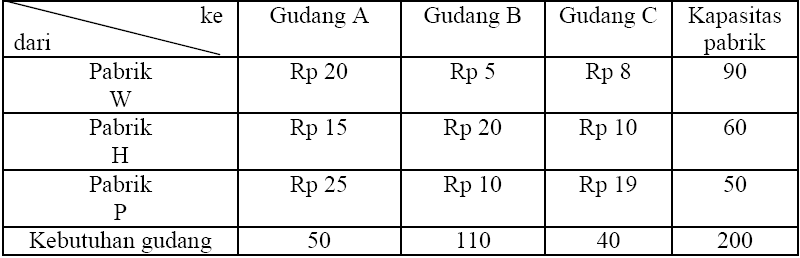 ke Gudang A Gudang B Gudang C Kapasitas
dari pabrik
Pabrik Rp 20 Rp 5 Rp 8 90
W
Pabrik Rp 15 Rp 20 Rp 10 60
H
Pabrik Rp 25 Rp 10 Rp 19 50
P
Kebutuhan gudang 50 110 40 200